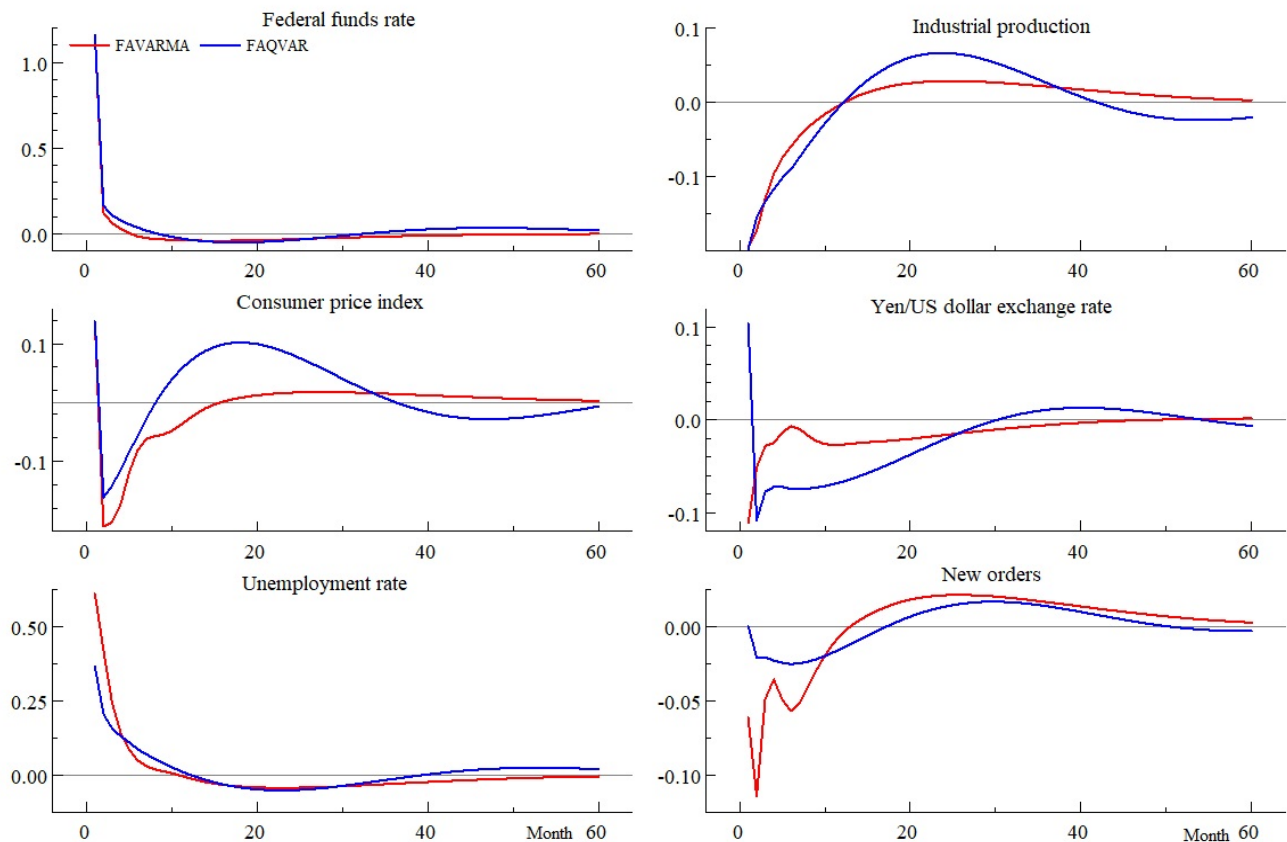 Federal funds rate
FAVARMA FAQVAR
1.0
0.5
0.0
0 20 40 60
Industrial production
0.1
0.0
-0.1
0 20 40 60
Consumer price index
0.1
-0.1
0 20 40 60
Yen/US dollar exchange rate
0.1
0.0
-0.1
0 20 40 60
Unemployment rate
0.50
0.25
0.00
0 20 40 Month 60
New orders
0.00
-0.05
-0.10
0 20 40 Month 60